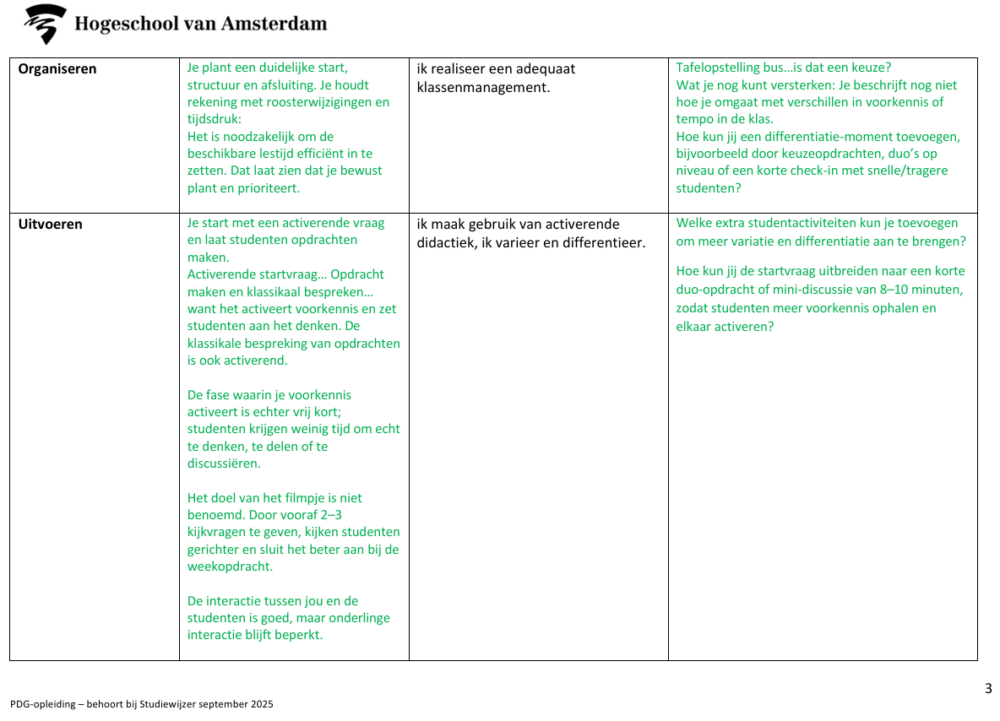 Hogeschool van Amsterdam
Organiseren
Je plant een duidelijke start,
structuur en afsluiting. Je houdt
rekening met roosterwijzigingen en
tijdsdruk:
Het is noodzakelijk om de
beschikbare lestijd efficiënt in te
zetten. Dat laat zien dat je bewust
plant en prioriteert.
ik realiseer een adequaat
klassenmanagement.
Tafelopstelling bus…is dat een keuze?
Wat je nog kunt versterken: Je beschrijft nog niet
hoe je omgaat met verschillen in voorkennis of
tempo in de klas.
Hoe kun jij een differentiatie-moment toevoegen,
bijvoorbeeld door keuzeopdrachten, duo’s op
niveau of een korte check-in met snelle/tragere
studenten?
Uitvoeren
Je start met een activerende vraag
en laat studenten opdrachten
maken.
Activerende startvraag… Opdracht
maken en klassikaal bespreken…
want het activeert voorkennis en zet
studenten aan het denken. De
klassikale bespreking van opdrachten
is ook activerend.
De fase waarin je voorkennis
activeert is echter vrij kort;
studenten krijgen weinig tijd om echt
te denken, te delen of te
discussiëren.
Het doel van het filmpje is niet
benoemd. Door vooraf 2–3
kijkvragen te geven, kijken studenten
gerichter en sluit het beter aan bij de
weekopdracht.
De interactie tussen jou en de
studenten is goed, maar onderlinge
interactie blijft beperkt.
ik maak gebruik van activerende
didactiek, ik varieer en differentieer.
Welke extra studentactiviteiten kun je toevoegen
om meer variatie en differentiatie aan te brengen?
Hoe kun jij de startvraag uitbreiden naar een korte
duo-opdracht of mini-discussie van 8–10 minuten,
zodat studenten meer voorkennis ophalen en
elkaar activeren?
3
PDG-opleiding – behoort bij Studiewijzer september 2025